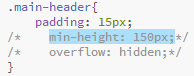 .main-header{
    padding: 15px;
/*    min-height: 150px;*/
/*    overflow: hidden;*/
}